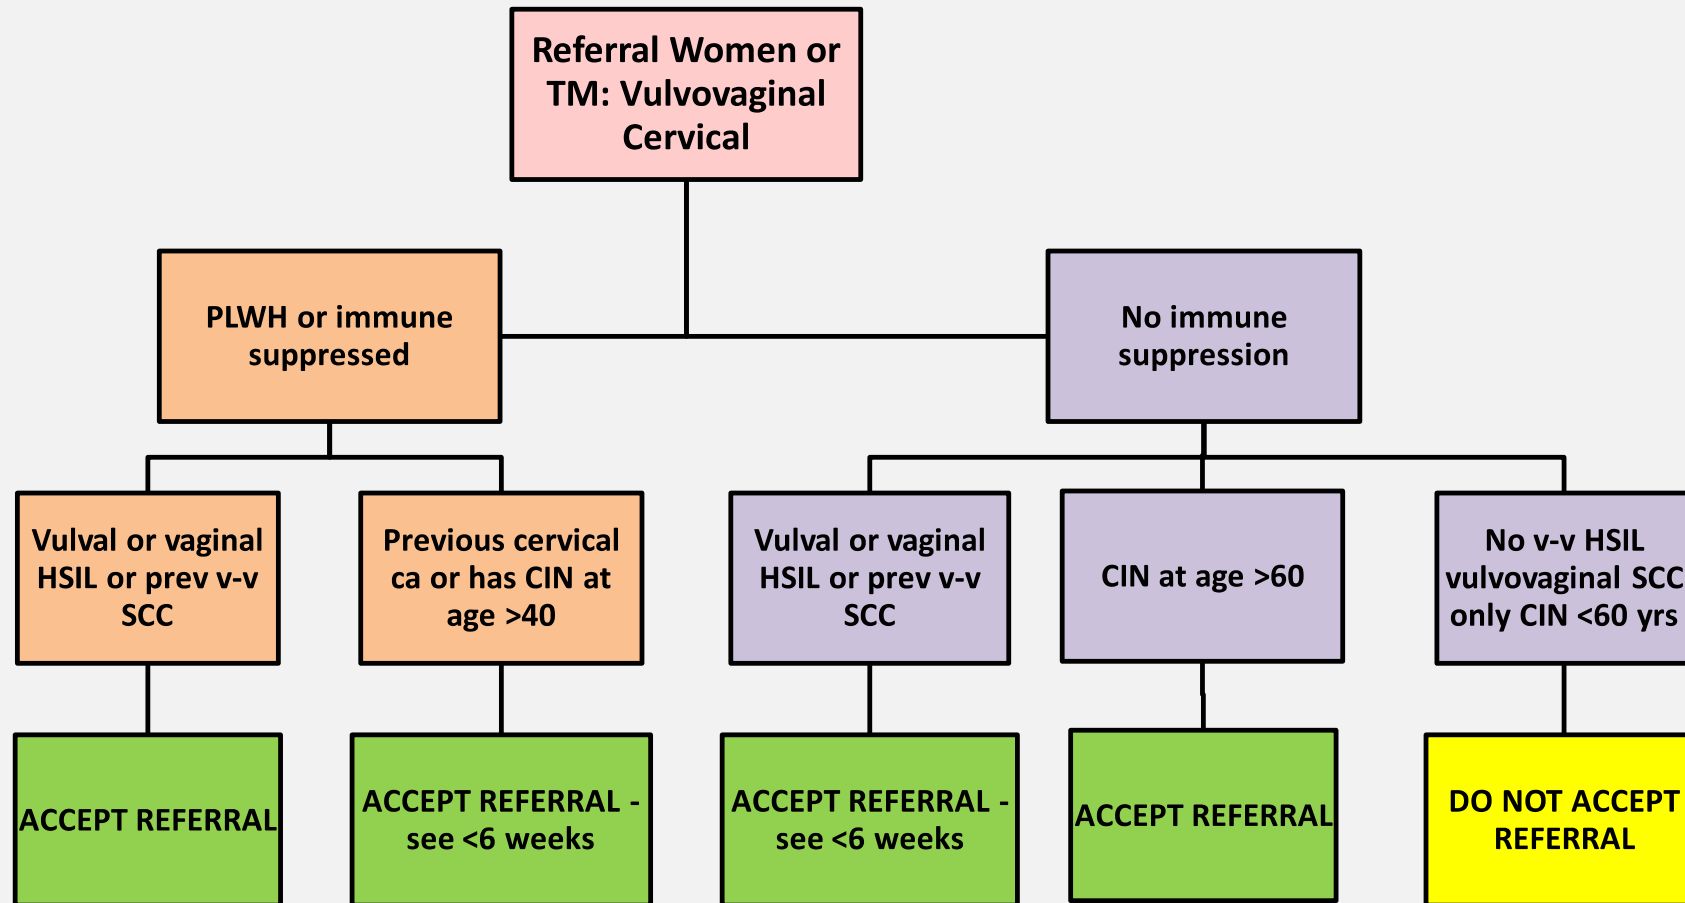 Referral Women or
TM: Vulvovaginal
Cervical
PLWH or immune
suppressed
No immune
suppression
Vulval or vaginal
HSIL or prev v-v
SCC
Previous cervical
ca or has CIN at
age >40
Vulval or vaginal
HSIL or prev v-v
SCC
CIN at age >60
No v-v HSIL
vulvovaginal SCC
only CIN <60 yrs
ACCEPT REFERRAL
ACCEPT REFERRAL -
see <6 weeks
ACCEPT REFERRAL -
see <6 weeks
ACCEPT REFERRAL
DO NOT ACCEPT
REFERRAL